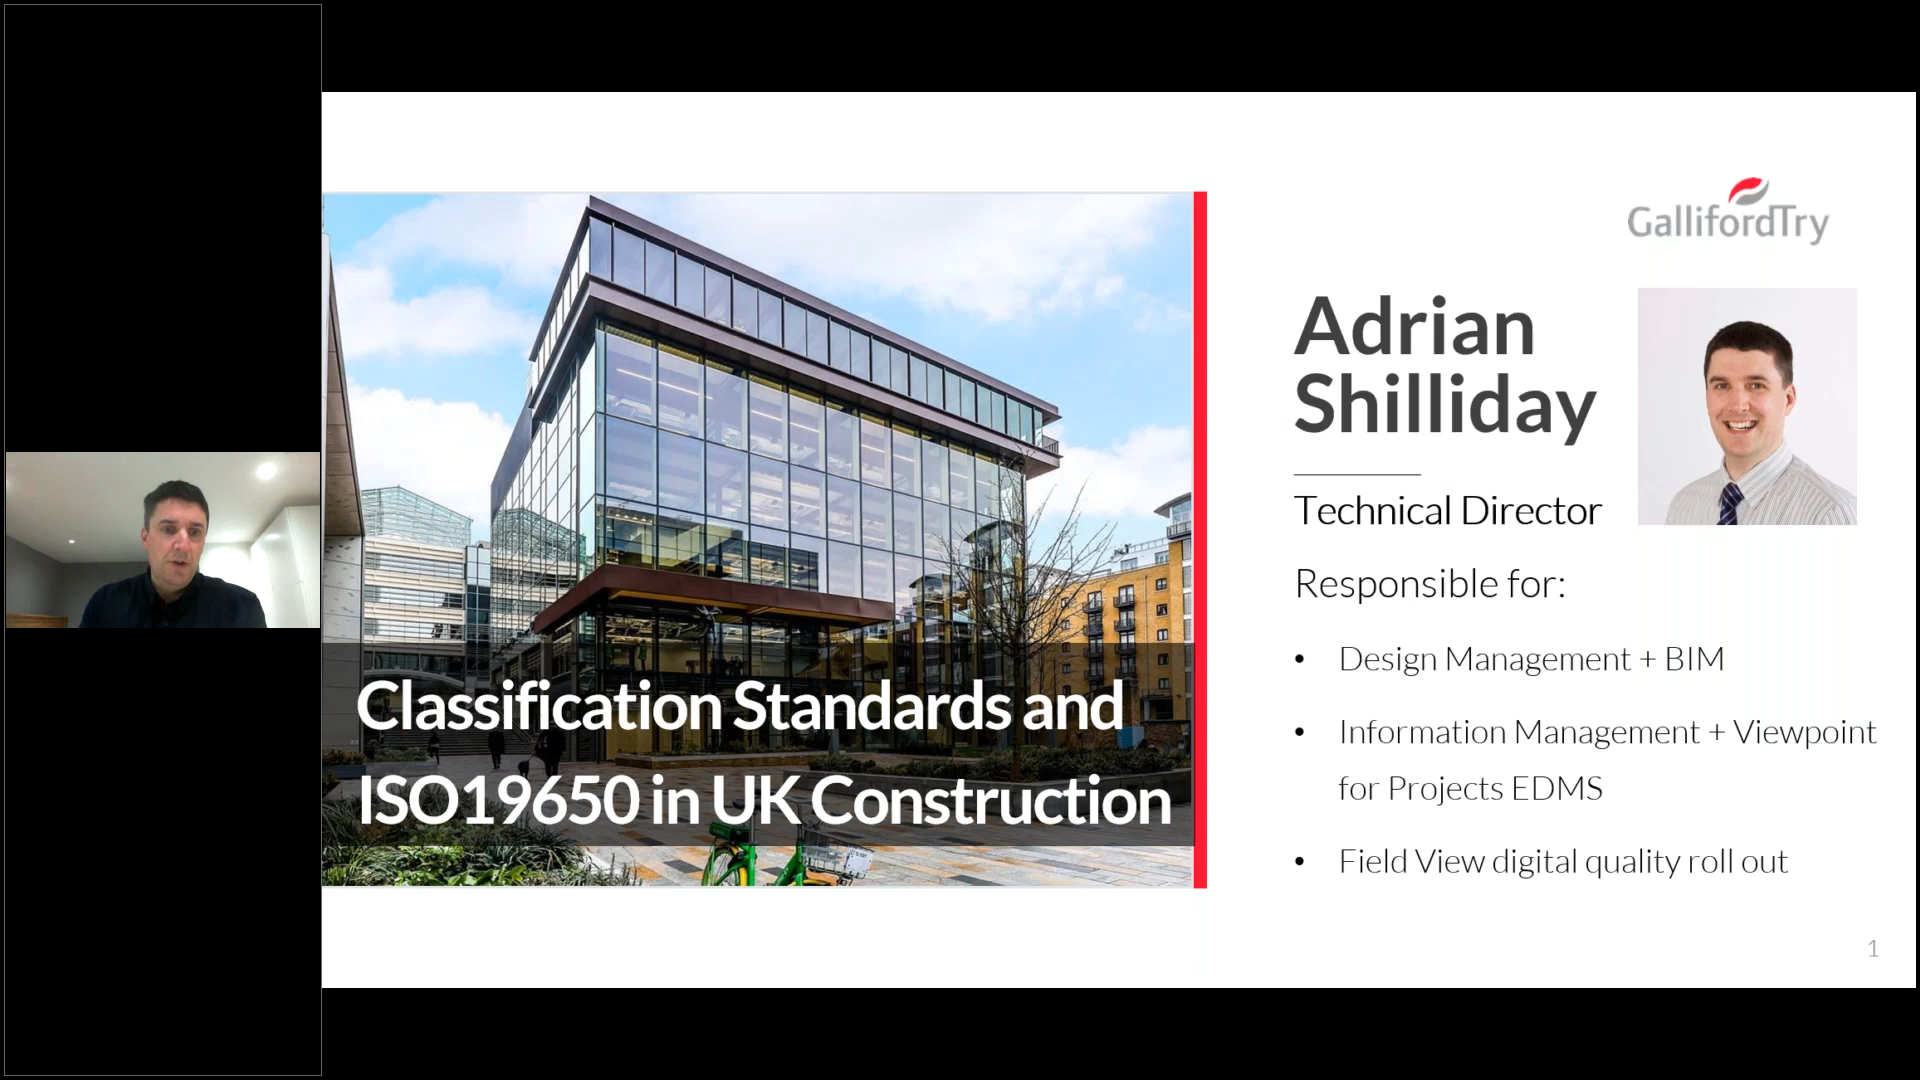 Classification Standards and
ISO19650 in UK Construction
GallifordTry
Adrian
Shilliday
Technical Director
Responsible for:
• Design Management + BIM
• Information Management + Viewpoint
for Projects EDMS
• Field View digital quality roll out
1